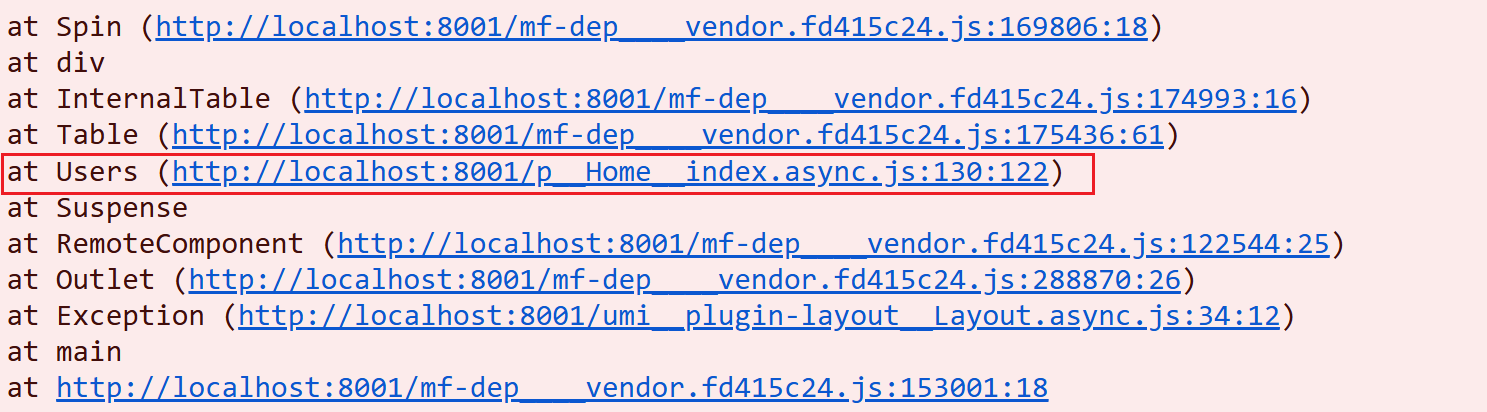 at Spin (http://localhost:8001/mf-dep____vendor.fd415c24.js:169806:18)
at div
at InternalTable (http://localhost:8001/mf-dep____vendor.fd415c24.js:174993:16)
at Table (http://localhost:8001/mf-dep____vendor.fd415c24.js:175436:61)
at Users (http://localhost:8001/p__Home__index.async.js:130:122)
at Suspense
at RemoteComponent (http://localhost:8001/mf-dep____vendor.fd415c24.js:122544:25)
at Outlet (http://localhost:8001/mf-dep____vendor.fd415c24.js:288870:26)
at Exception (http://localhost:8001/umi__plugin-layout__Layout.async.js:34:12)
at main
at http://localhost:8001/mf-dep____vendor.fd415c24.js:153001:18